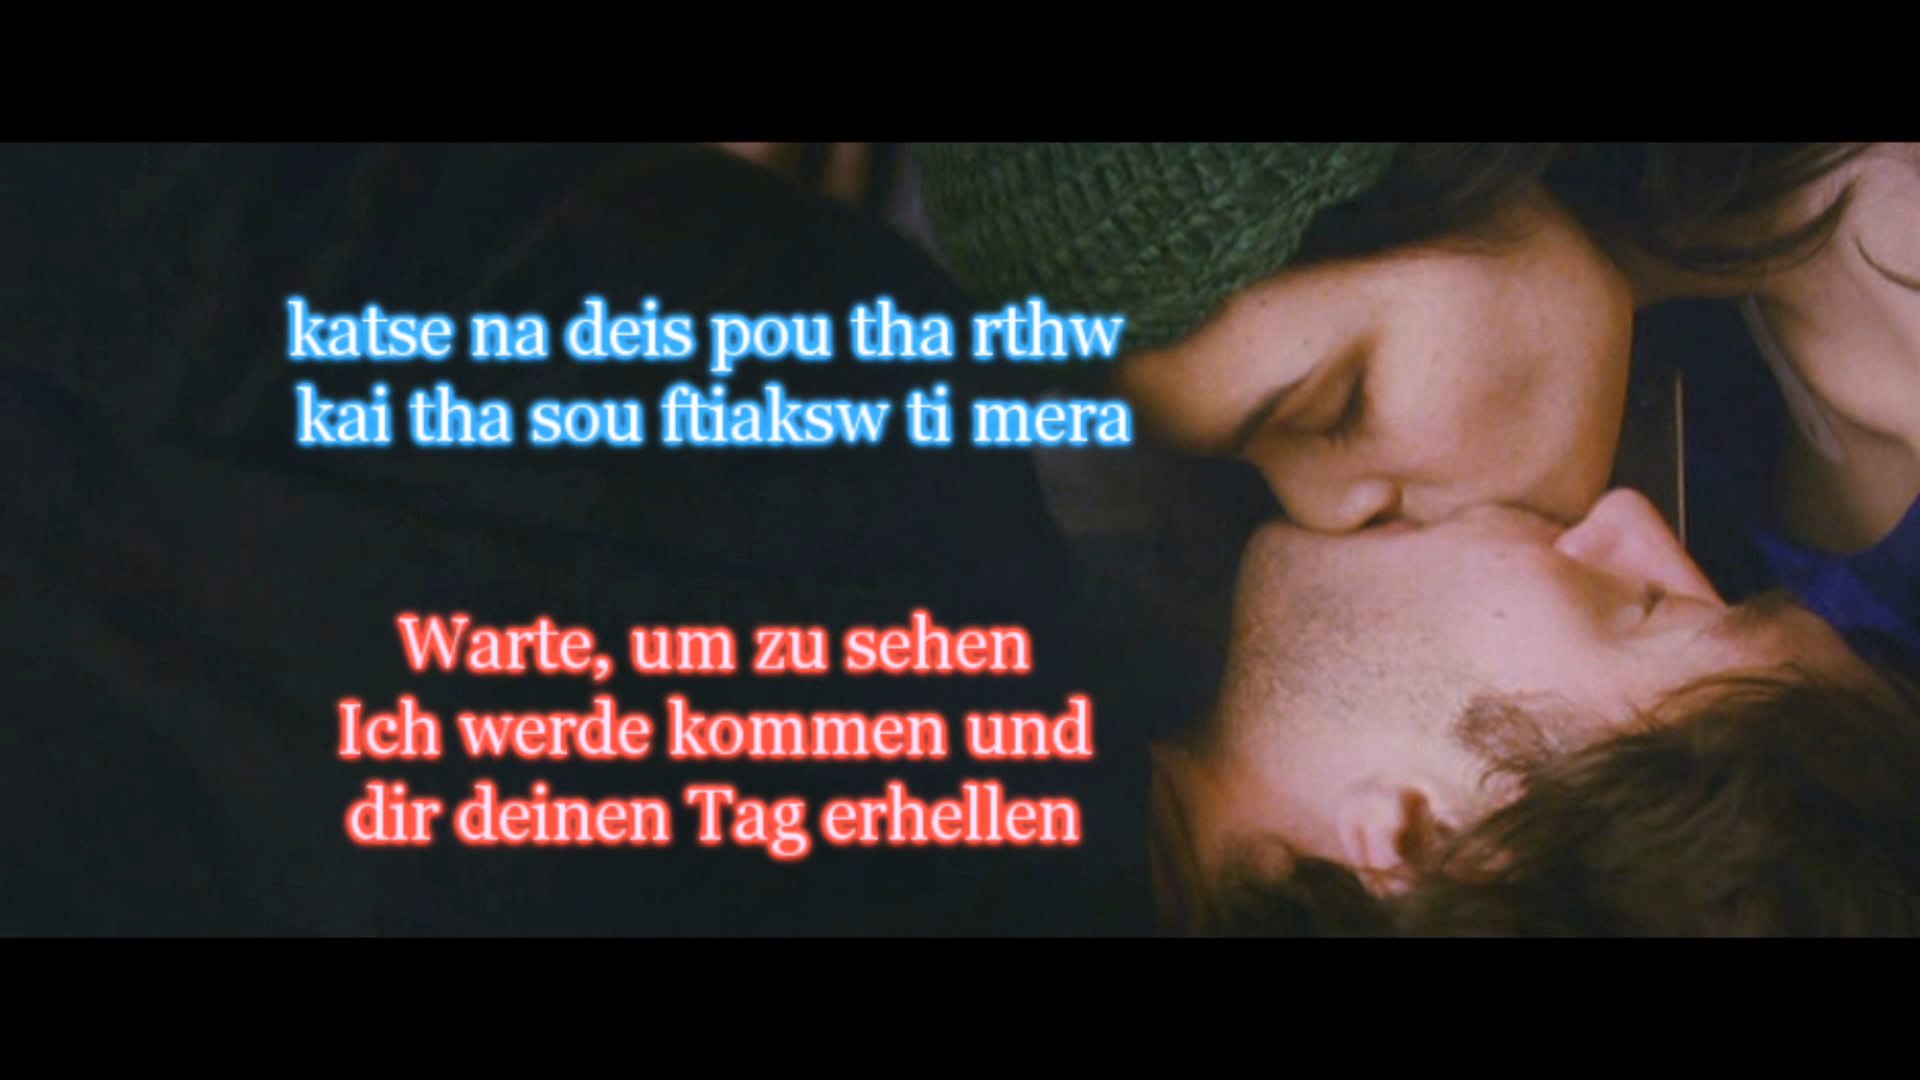 katse na deis pou tha rthw
kai tha sou ftiaksw ti mera
Warte, um zu sehen
Ich werde kommen und
dir deinen Tag erhellen